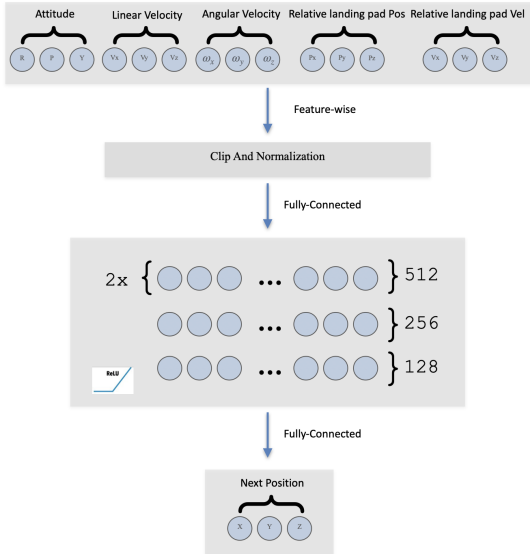 Attitude Linear Velocity Angular Velocity Relative landing pad Pos Relative landing pad Vel
R P Y Vx Vy Vz ωx ωy ωz Px Py Pz Vx Vy Vz
Feature-wise
Clip And Normalization
Fully-Connected
2x 512
256
ReLU 128
Fully-Connected
Next Position
X Y Z